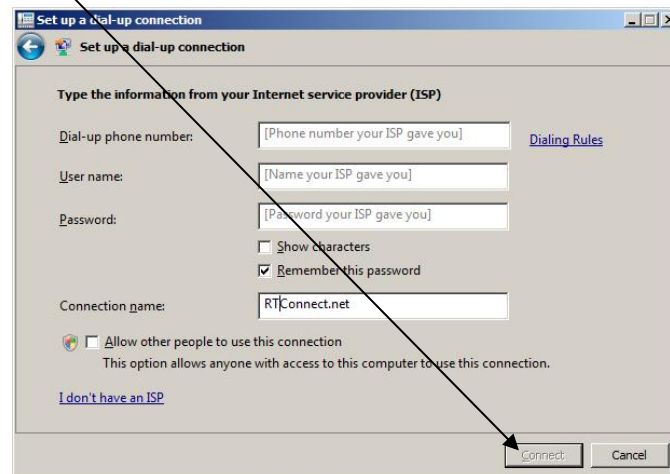 Set up a dial-up connection
Set up a dial-up connection
Type the information from your Internet service provider (ISP)
Dial-up phone number: [Phone number your ISP gave you] Dialing Rules
User name: [Name your ISP gave you]
Password: [Password your ISP gave you]
Show characters
Remember this password
Connection name: RTConnect.net
Allow other people to use this connection
This option allows anyone with access to this computer to use this connection.
I don't have an ISP
Connect Cancel